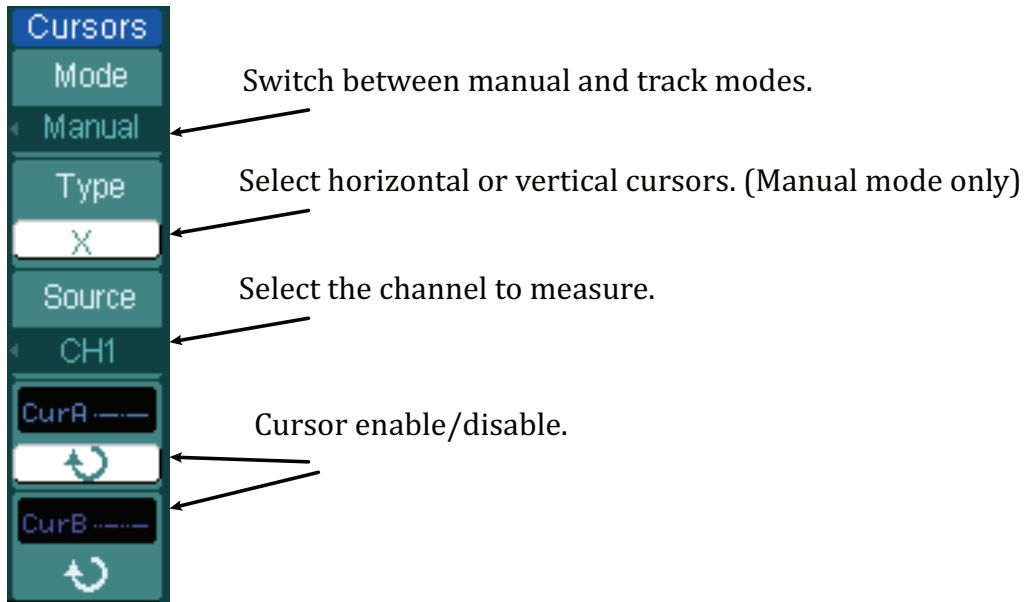 Cursors
Mode
Switch between manual and track modes.
Manual
Type
Select horizontal or vertical cursors. (Manual mode only)
X
Source
Select the channel to measure.
CH1
CurA
Cursor enable/disable.
CurB